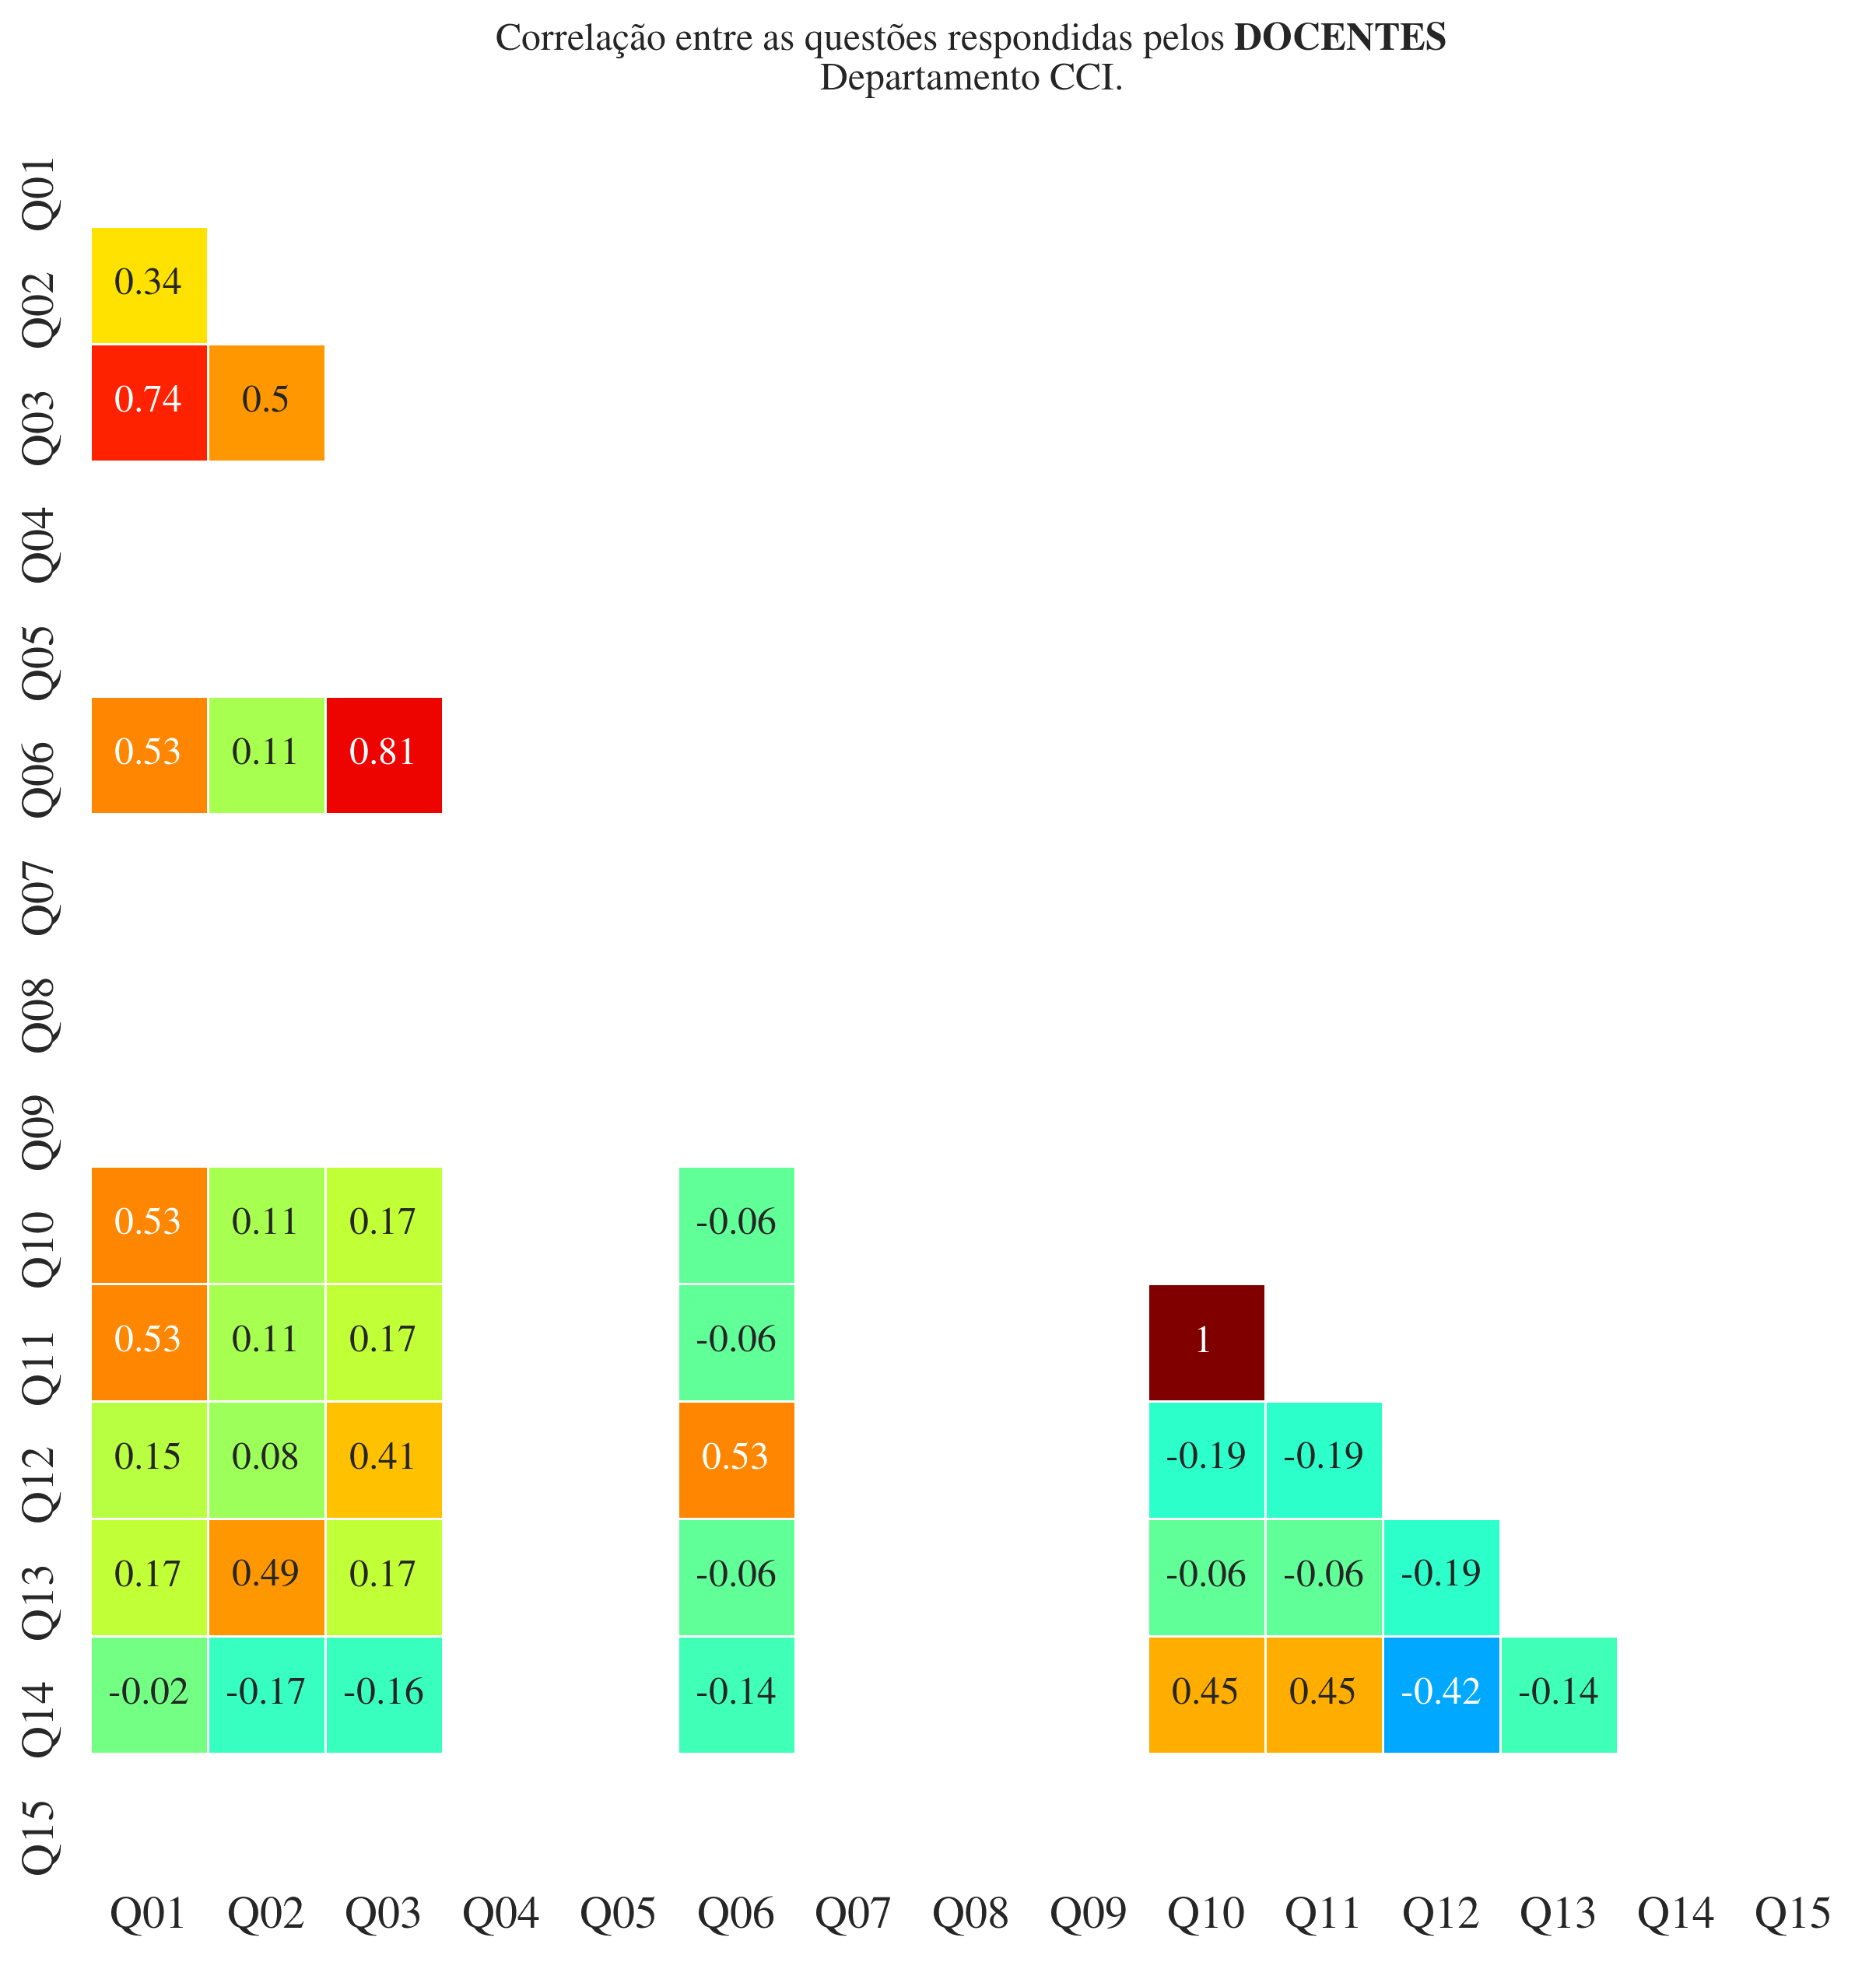 Correlação entre as questões respondidas pelos DOCENTES
Departamento CCI.
Q01
Q02 0.34
Q03 0.74 0.5
Q04
Q05
Q06 0.53 0.11 0.81
Q07
Q08
Q09
Q10 0.53 0.11 0.17 -0.06
Q11 0.53 0.11 0.17 -0.06 1
Q12 0.15 0.08 0.41 0.53 -0.19 -0.19
Q13 0.17 0.49 0.17 -0.06 -0.06 -0.06 -0.19
Q14 -0.02 -0.17 -0.16 -0.14 0.45 0.45 -0.42 -0.14
Q15
Q01 Q02 Q03 Q04 Q05 Q06 Q07 Q08 Q09 Q10 Q11 Q12 Q13 Q14 Q15